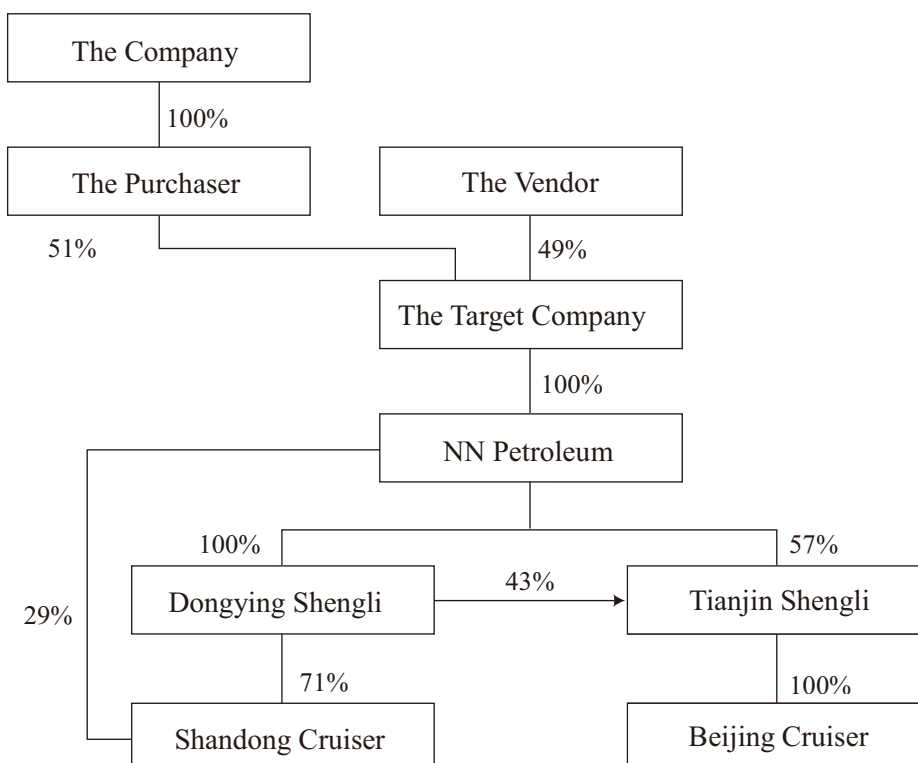 The Company
100%
The Purchaser
The Vendor
51%
49%
The Target Company
100%
NN Petroleum
100%
57%
Dongying Shengli
43%
Tianjin Shengli
29%
71%
100%
Shandong Cruiser
Beijing Cruiser